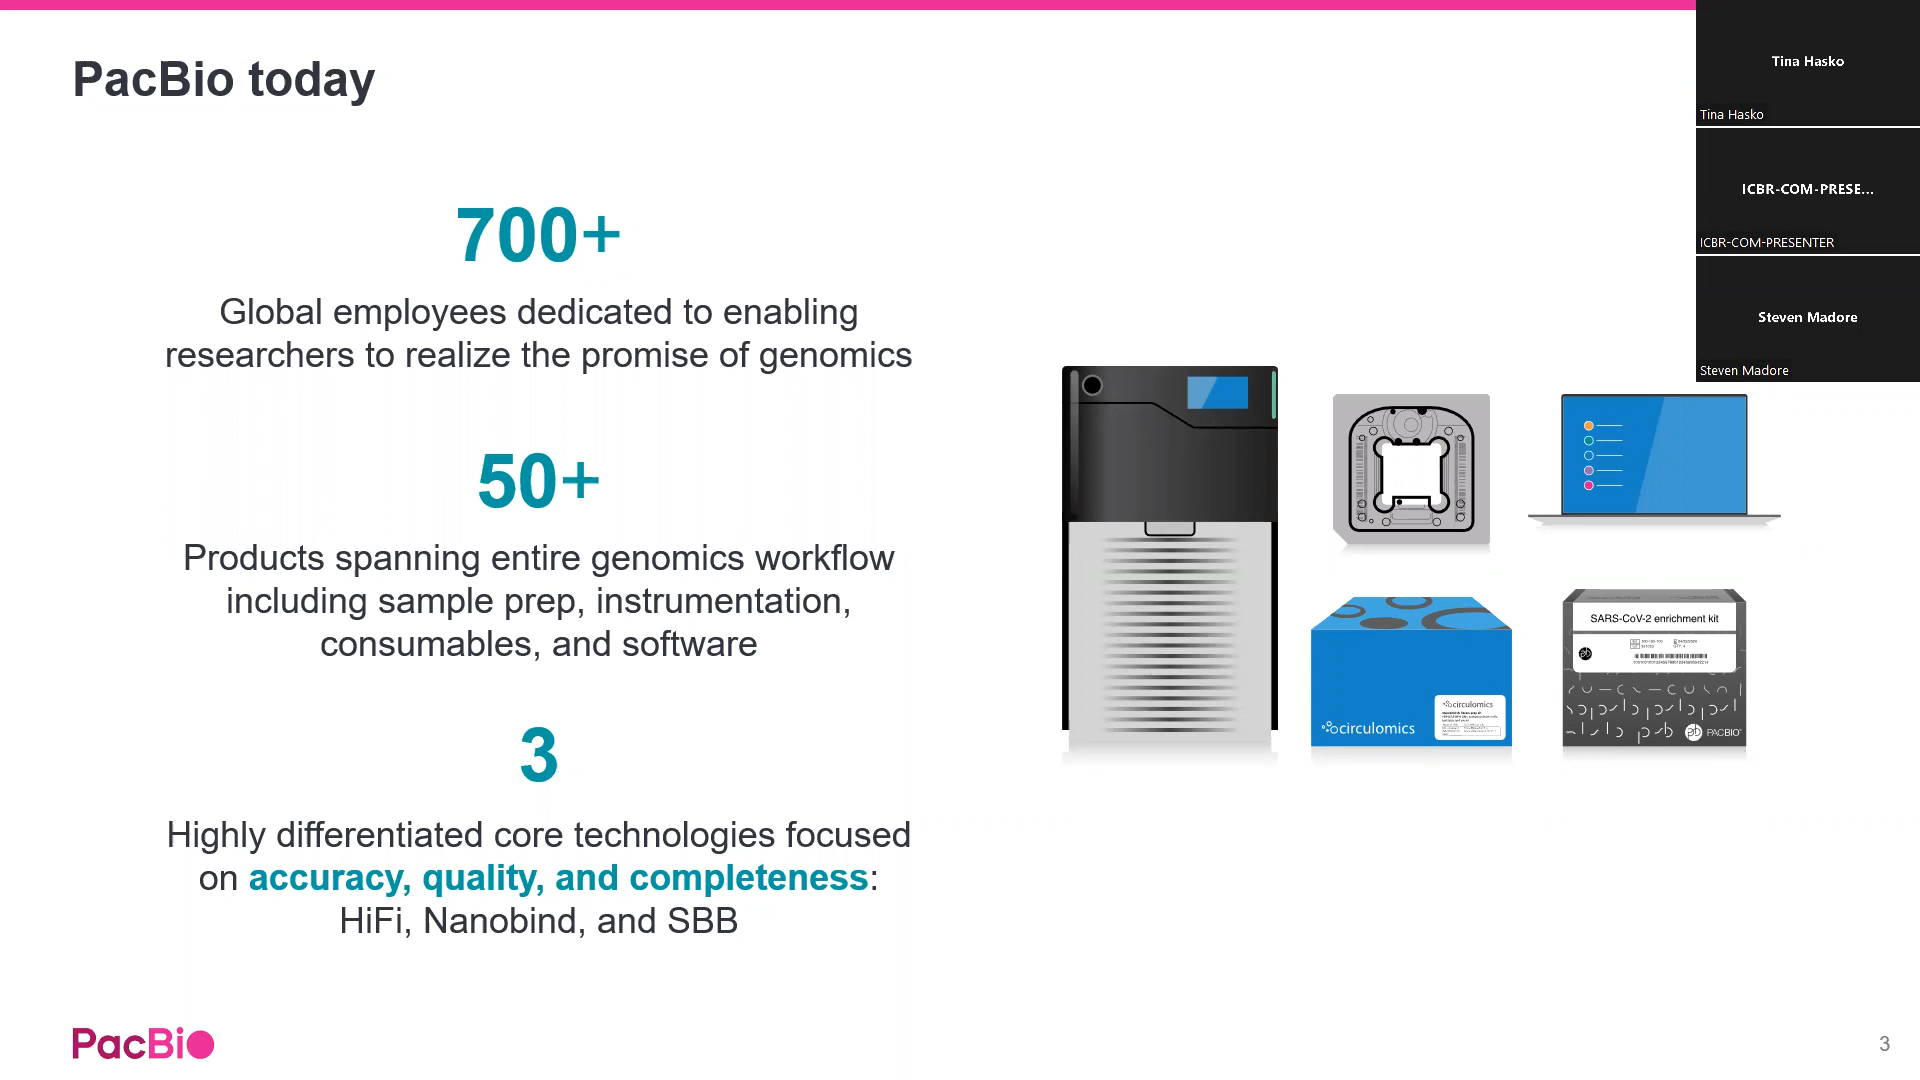 PacBio today
700+
Global employees dedicated to enabling
researchers to realize the promise of genomics
50+
Products spanning entire genomics workflow
including sample prep, instrumentation,
consumables, and software
3
Highly differentiated core technologies focused
on accuracy, quality, and completeness:
HiFi, Nanobind, and SBB
Tina Hasko
Tina Hasko
ICBR-COM-PRESE...
ICBR-COM-PRESENTER
Steven Madore
Steven Madore
circulomics
circulomics
SARS-CoV-2 enrichment kit
PACBIO
PacBio
3